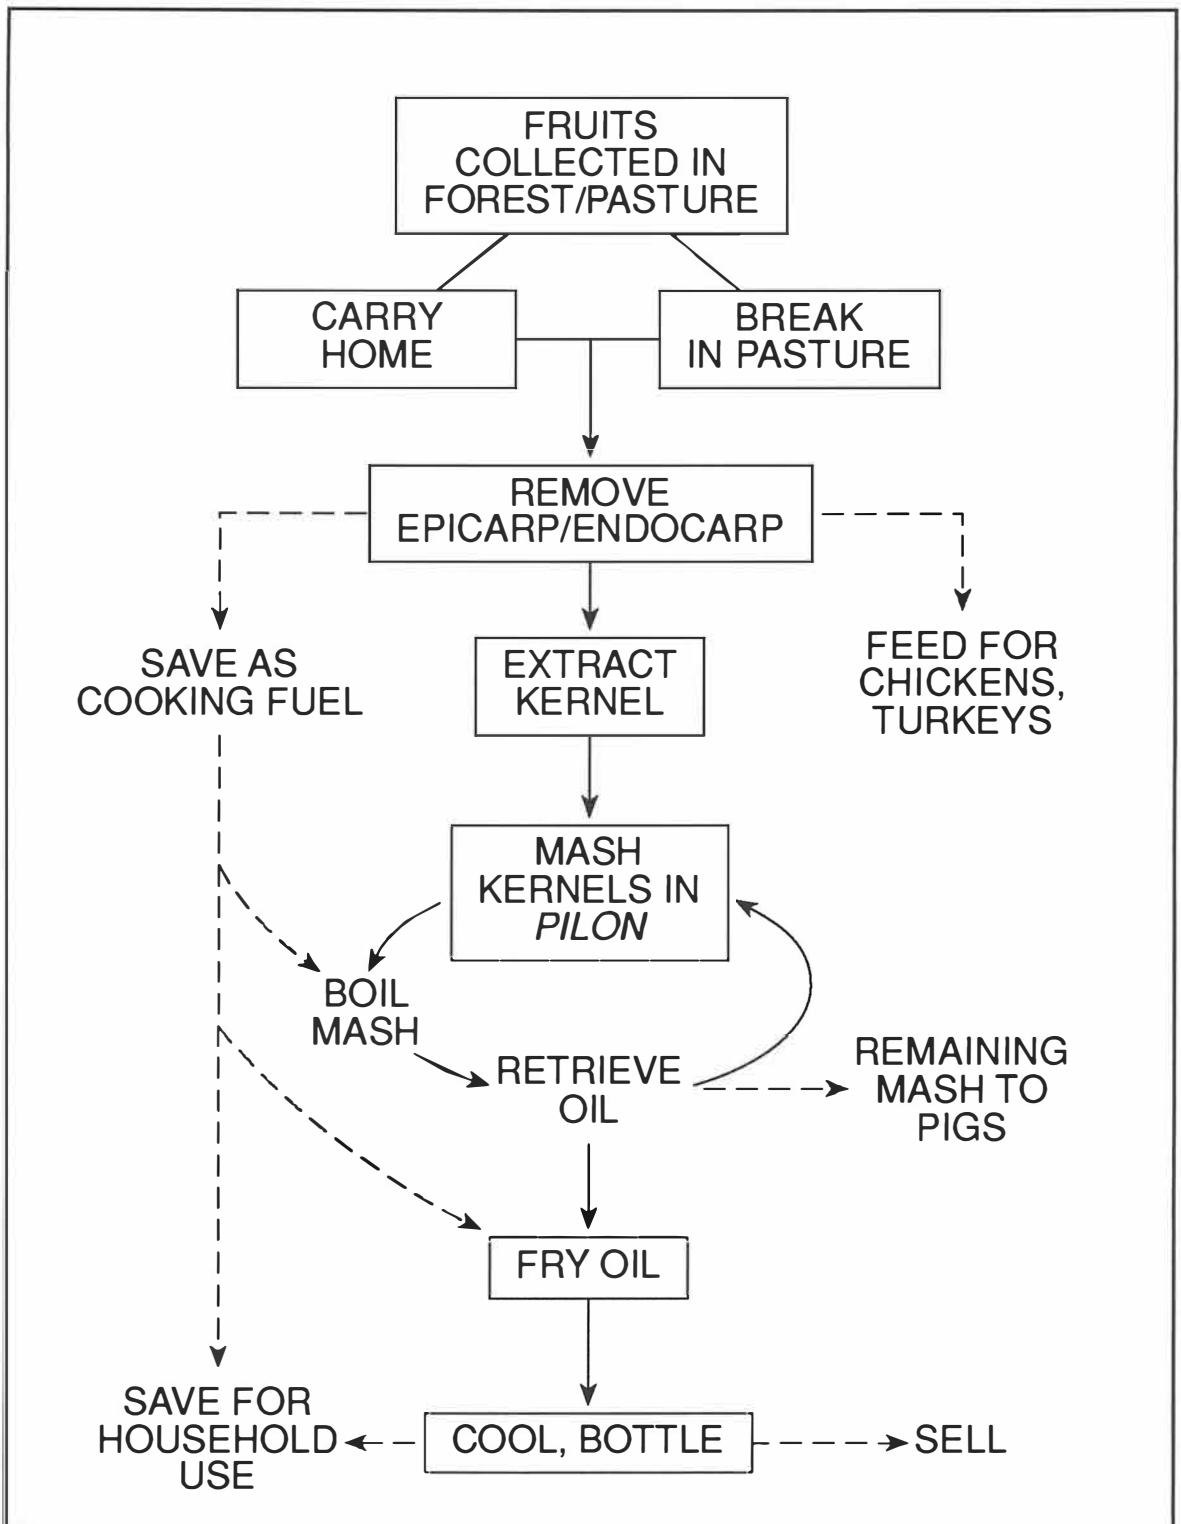 FRUITS
COLLECTED IN
FOREST/PASTURE
CARRY
HOME
BREAK
IN PASTURE
REMOVE
EPICARP/ENDOCARP
SAVE AS
COOKING FUEL
EXTRACT
KERNEL
FEED FOR
CHICKENS,
TURKEYS
MASH
KERNELS IN
PILON
BOIL
MASH
RETRIEVE
OIL
REMAINING
MASH TO
PIGS
FRY OIL
SAVE FOR
HOUSEHOLD
USE
COOL, BOTTLE
SELL